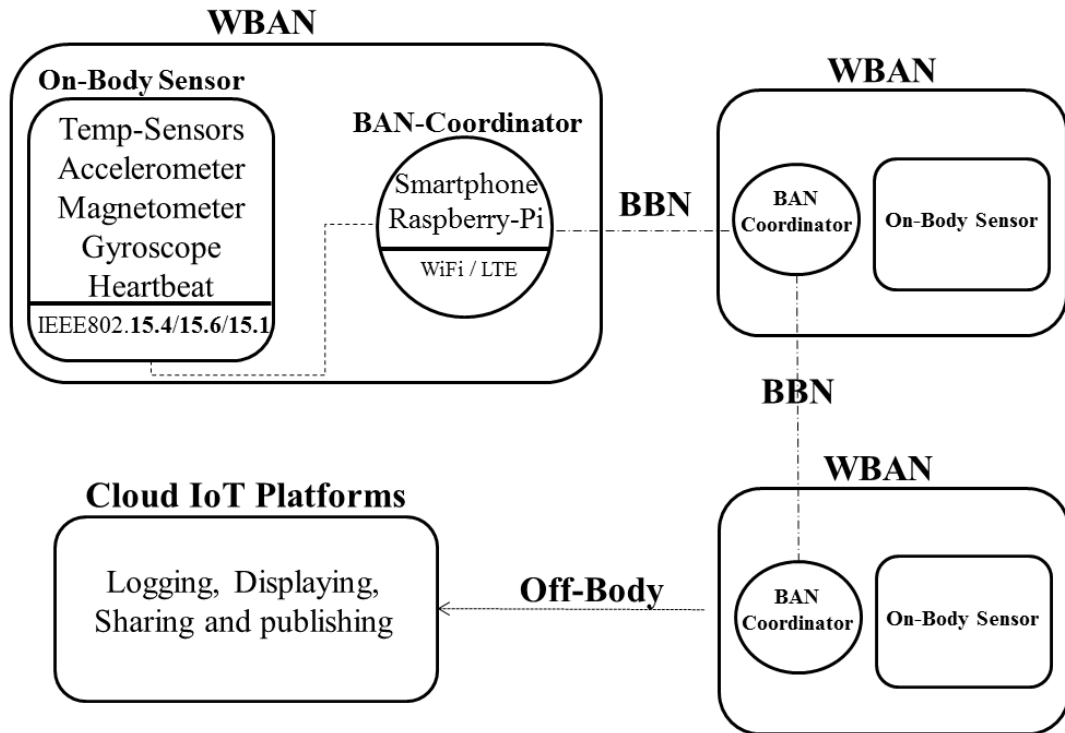 WBAN
On-Body Sensor
Temp-Sensors
Accelerometer
Magnetometer
Gyroscope
Heartbeat
IEEE802.15.4/15.6/15.1
BAN-Coordinator
Smartphone
Raspberry-Pi
WiFi / LTE
BBN
WBAN
BAN
Coordinator
On-Body Sensor
BBN
WBAN
BAN
Coordinator
On-Body Sensor
Off-Body
Cloud IoT Platforms
Logging, Displaying,
Sharing and publishing